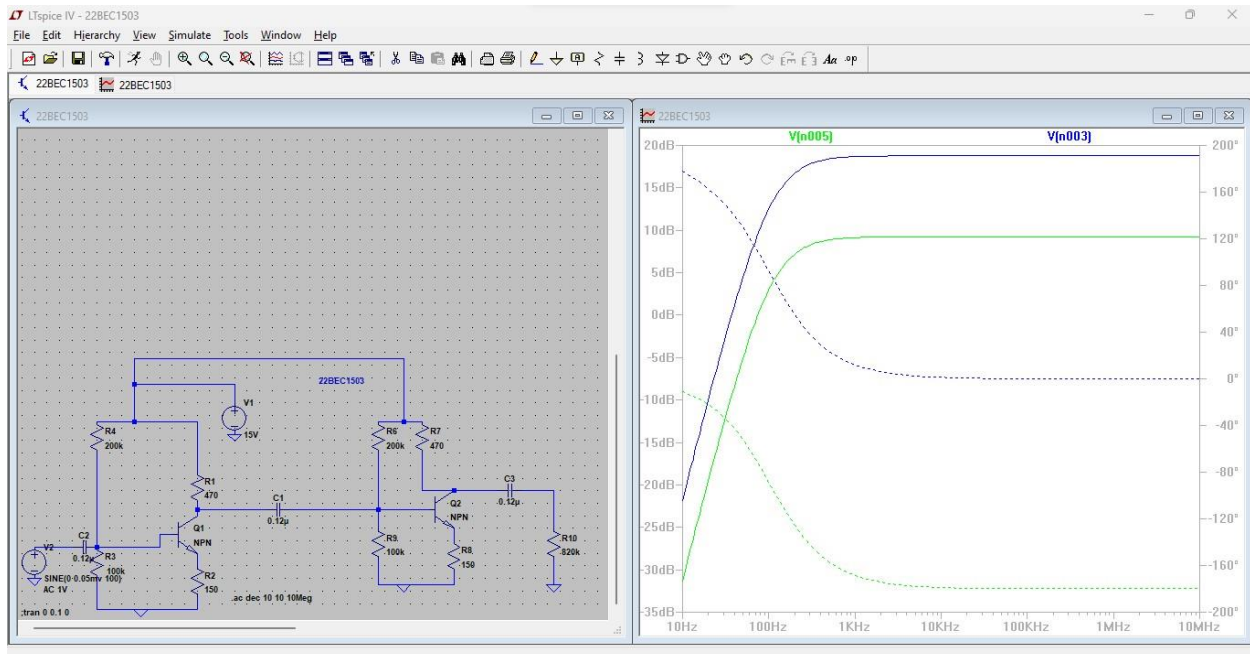 LTspice IV - 22BEC1503
File Edit Hierarchy View Simulate Tools Window Help
Aa .op
22BEC1503 22BEC1503
22BEC1503
22BEC1503
V1
15V
R4
200k
R6
200k
R7
470
R1
470
C1
0.12µ
C3
0.12µ
Q2
NPN
Q1
NPN
C2
0.12µ
V2
R3
100k
R9
100k
R8
150
R10
820k
SINE(0 0.05mv 100)
AC 1V
R2
150
.ac dec 10 10 10Meg
;tran 0 0.1 0
22BEC1503
V(n005) V(n003)
20dB 200°
15dB 160°
10dB 120°
5dB 80°
0dB 40°
-5dB 0°
-10dB -40°
-15dB -80°
-20dB -120°
-25dB -160°
-30dB -200°
-35dB
10Hz 100Hz 1KHz 10KHz 100KHz 1MHz 10MHz